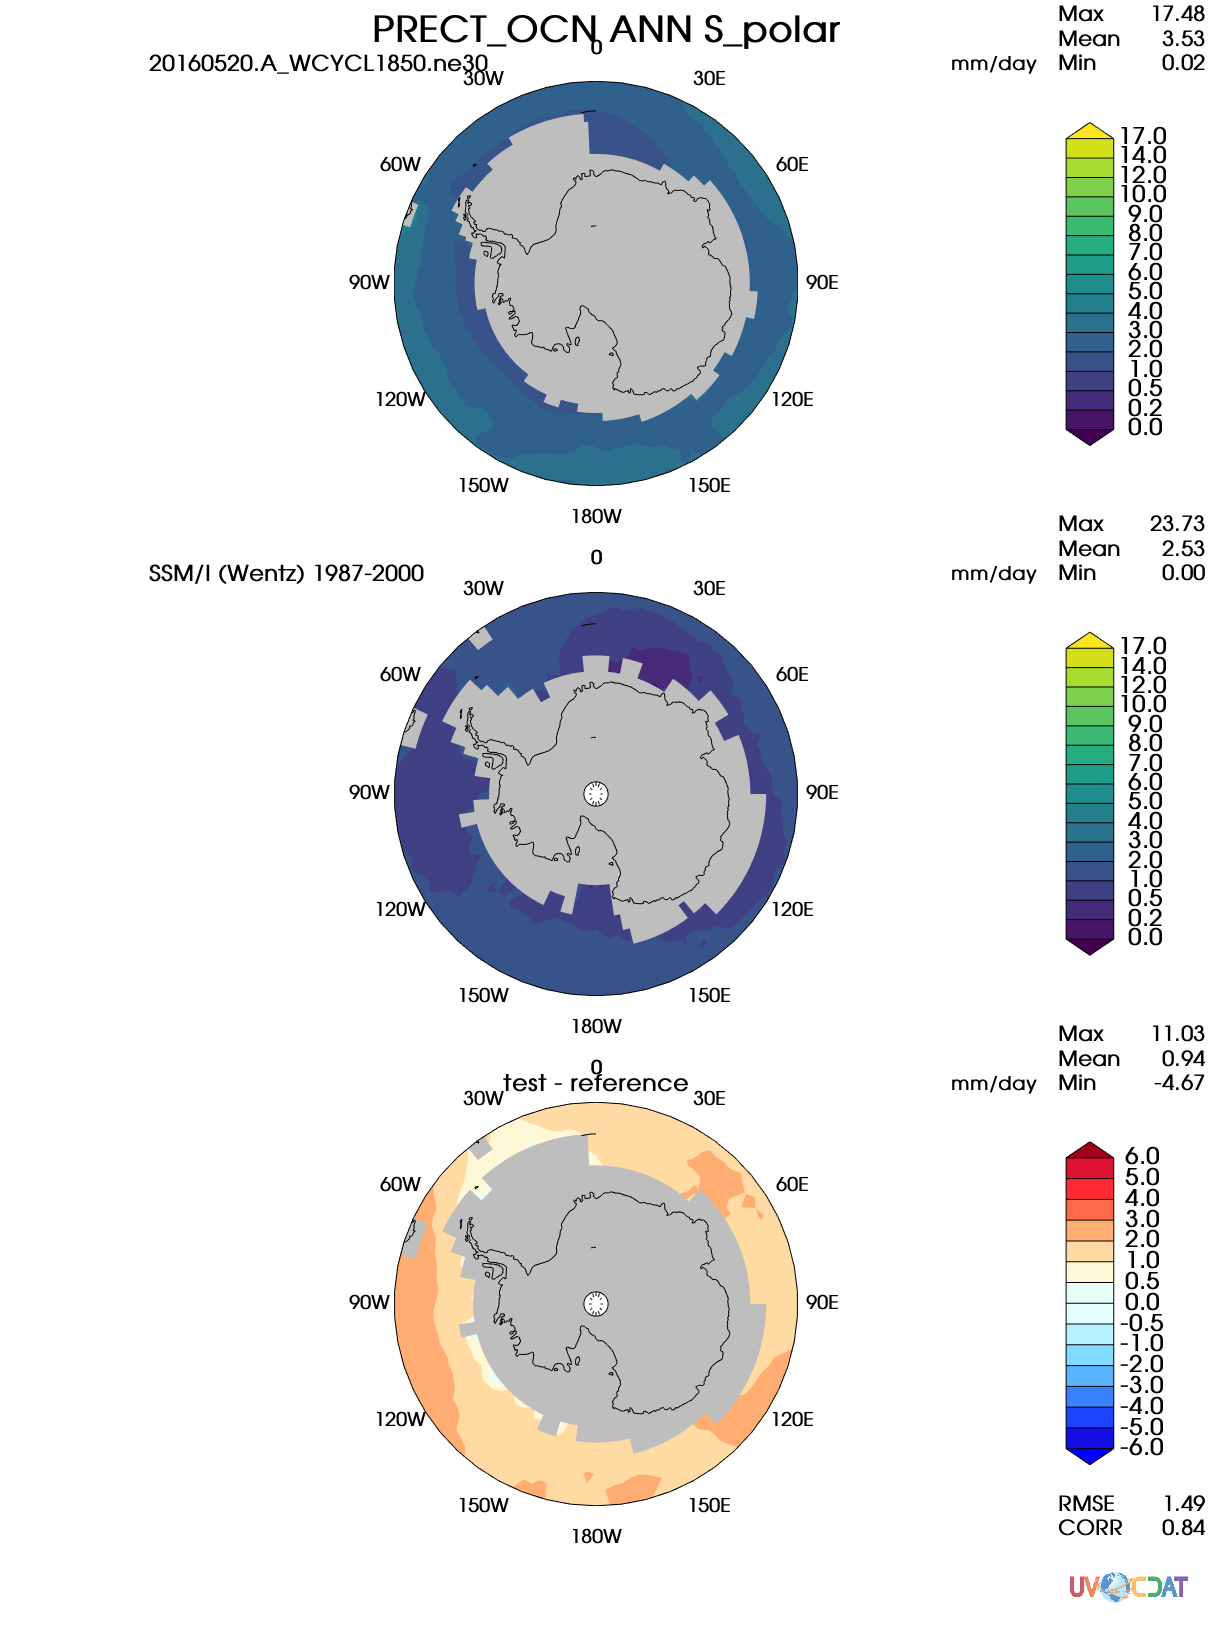 PRECT_OCN ANN S_polar
20160520.A_WCYCL1850.ne30
mm/day
Max 17.48
Mean 3.53
Min 0.02
0
30W
30E
60W
60E
90W
90E
120W
120E
150W
150E
180W
17.0
14.0
12.0
10.0
9.0
8.0
7.0
6.0
5.0
4.0
3.0
2.0
1.0
0.5
0.2
0.0
SSM/I (Wentz) 1987-2000
mm/day
Max 23.73
Mean 2.53
Min 0.00
0
30W
30E
60W
60E
90W
90E
120W
120E
150W
150E
180W
17.0
14.0
12.0
10.0
9.0
8.0
7.0
6.0
5.0
4.0
3.0
2.0
1.0
0.5
0.2
0.0
test - reference
mm/day
Max 11.03
Mean 0.94
Min -4.67
0
30W
30E
60W
60E
90W
90E
120W
120E
150W
150E
180W
6.0
5.0
4.0
3.0
2.0
1.0
0.5
0.0
-0.5
-1.0
-2.0
-3.0
-4.0
-5.0
-6.0
RMSE 1.49
CORR 0.84
UV CDAT